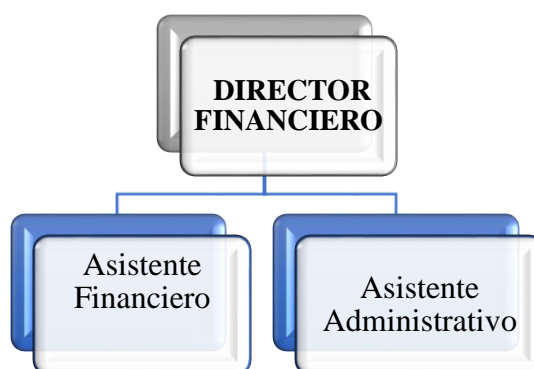 DIRECTOR
FINANCIERO
Asistente
Financiero
Asistente
Administrativo